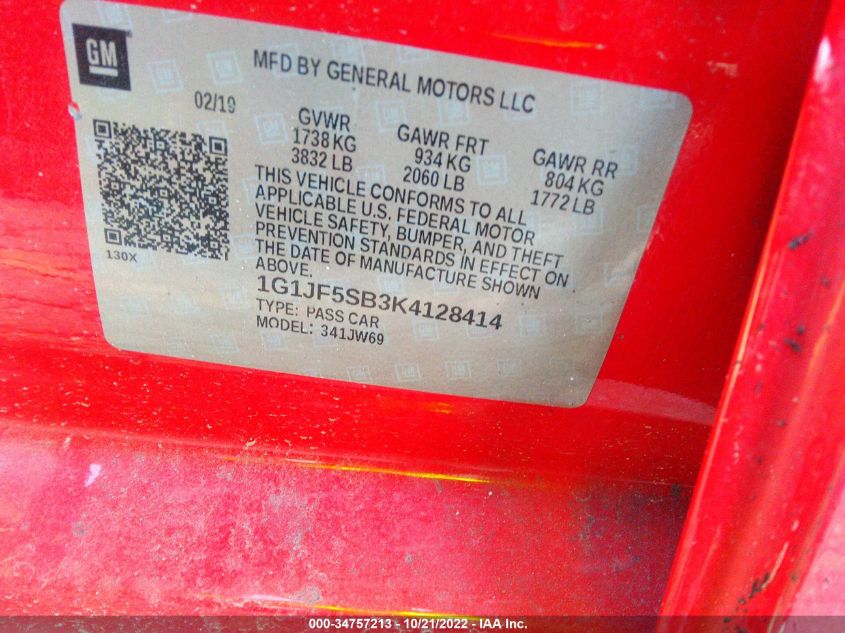 GM
MFD BY GENERAL MOTORS LLC
02/19
GVWR
1738 KG
3832 LB
GAWR FRT
934 KG
2060 LB
GAWR RR
804 KG
1772 LB
THIS VEHICLE CONFORMS TO ALL
APPLICABLE U.S. FEDERAL MOTOR
VEHICLE SAFETY, BUMPER, AND THEFT
PREVENTION STANDARDS IN EFFECT ON
THE DATE OF MANUFACTURE SHOWN
ABOVE.
130X
1G1JF5SB3K4128414
TYPE: PASS CAR
MODEL: 341JW69
000-34757213 - 10/21/2022 - IAA Inc.